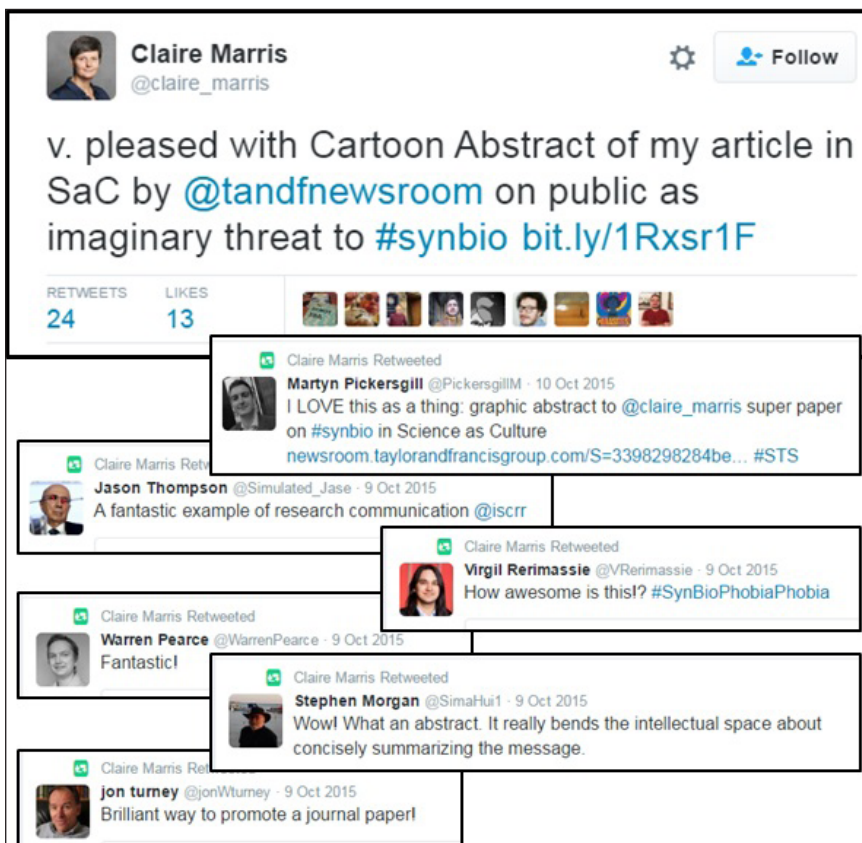 Claire Marris
@claire_marris
Follow
v. pleased with Cartoon Abstract of my article in
SaC by @tandfnewsroom on public as
imaginary threat to #synbio bit.ly/1Rxsr1F
RETWEETS LIKES
24 13
Claire Marris Retweeted
Martyn Pickersgill @PickersgillM · 10 Oct 2015
I LOVE this as a thing: graphic abstract to @claire_marris super paper
on #synbio in Science as Culture
newsroom.taylorandfrancisgroup.com/S=3398298284be... #STS
Claire Marris Retw
Jason Thompson @Simulated_Jase · 9 Oct 2015
A fantastic example of research communication @iscrr
Claire Marris Retweeted
Virgil Rerimassie @VRerimassie · 9 Oct 2015
How awesome is this!? #SynBioPhobiaPhobia
Claire Marris Retweeted
Warren Pearce @WarrenPearce · 9 Oct 2015
Fantastic!
Claire Marris Retweeted
Stephen Morgan @SimaHui1 · 9 Oct 2015
Wow! What an abstract. It really bends the intellectual space about
concisely summarizing the message.
Claire Marris Retweeted
jon turney @jonWturney · 9 Oct 2015
Brilliant way to promote a journal paper!